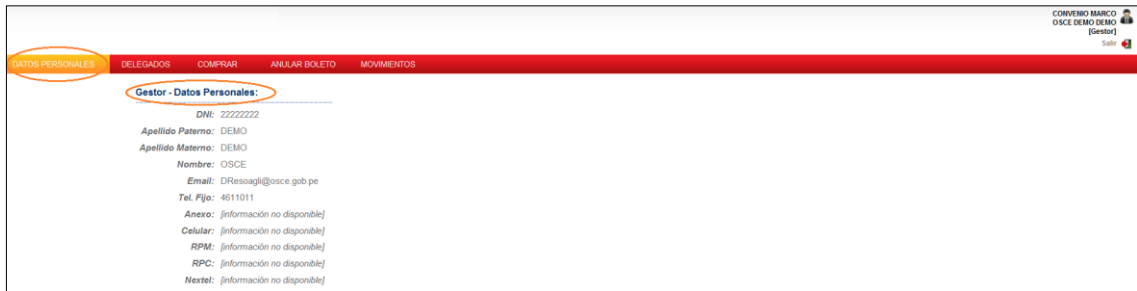 CONVENIO MARCO
OSCE DEMO DEMO
[Gestor]
Salir
DATOS PERSONALES DELEGADOS COMPRAR ANULAR BOLETO MOVIMIENTOS
Gestor - Datos Personales:
DNI: 22222222
Apellido Paterno: DEMO
Apellido Materno: DEMO
Nombre: OSCE
Email: DResoagli@osce.gob.pe
Tel. Fijo: 4611011
Anexo: [información no disponible]
Celular: [información no disponible]
RPM: [información no disponible]
RPC: [información no disponible]
Nextel: [información no disponible]